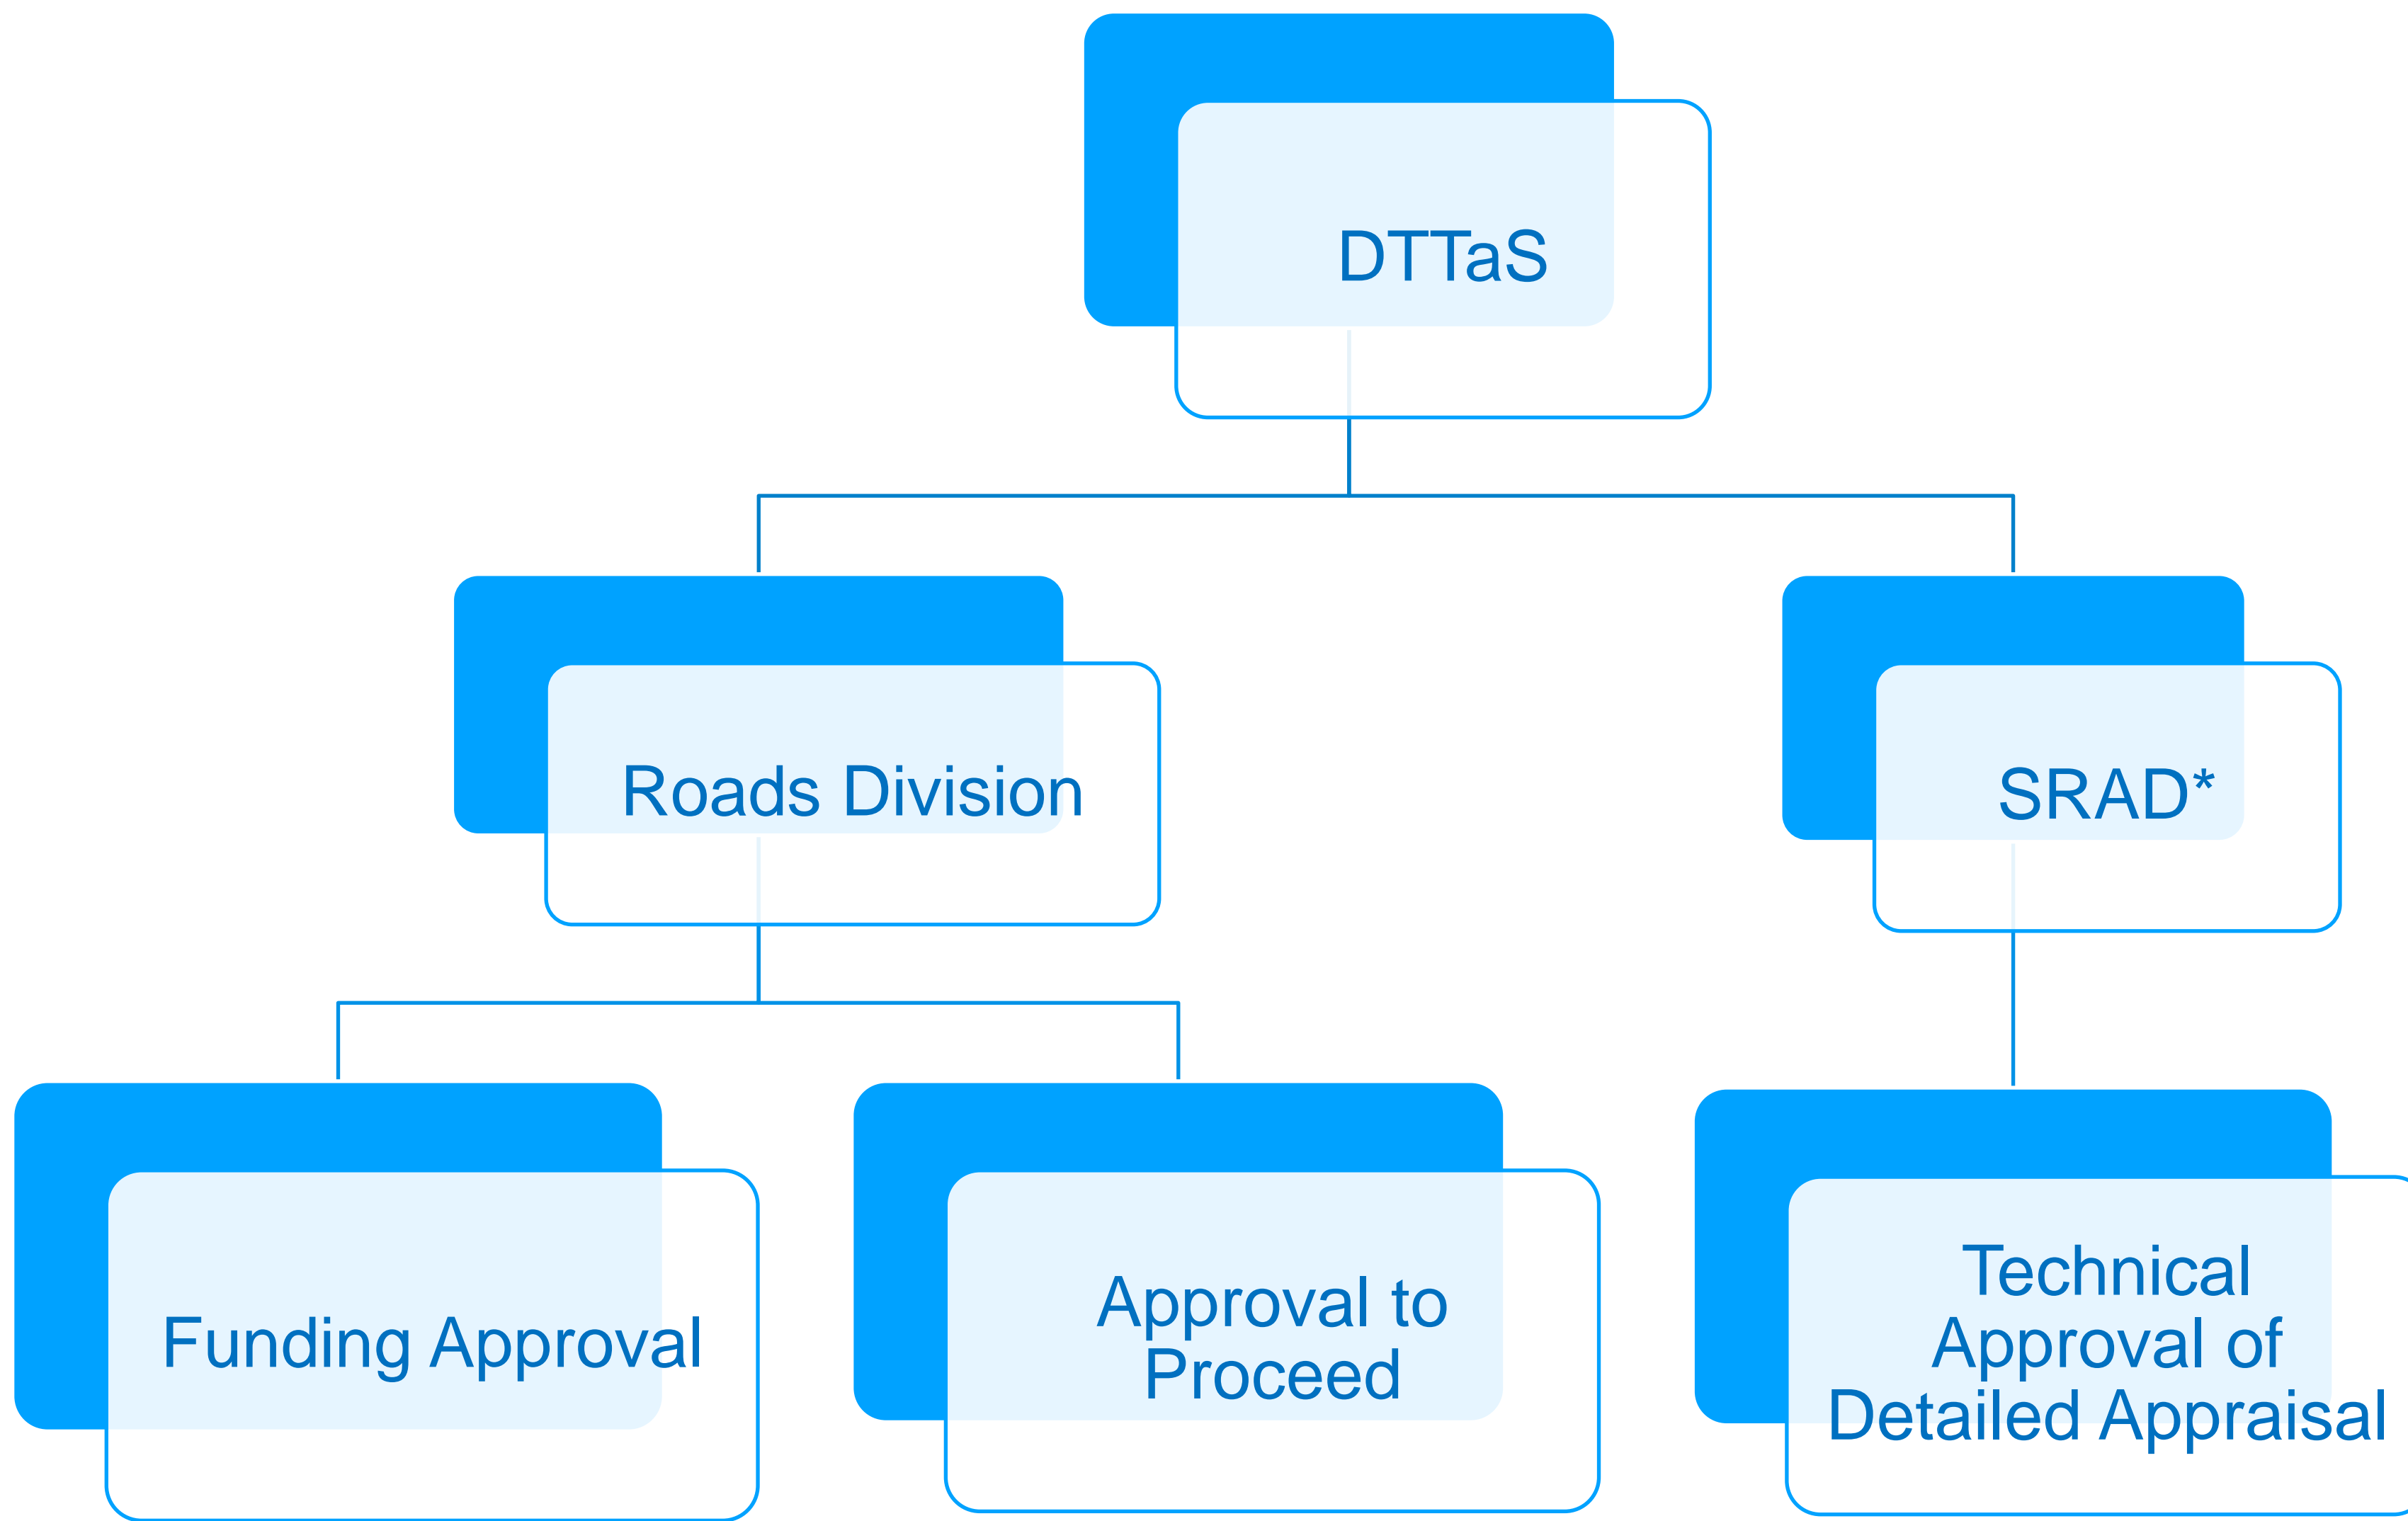 DTTaS
Roads Division
SRAD*
Funding Approval
Approval to
Proceed
Technical
Approval of
Detailed Appraisal